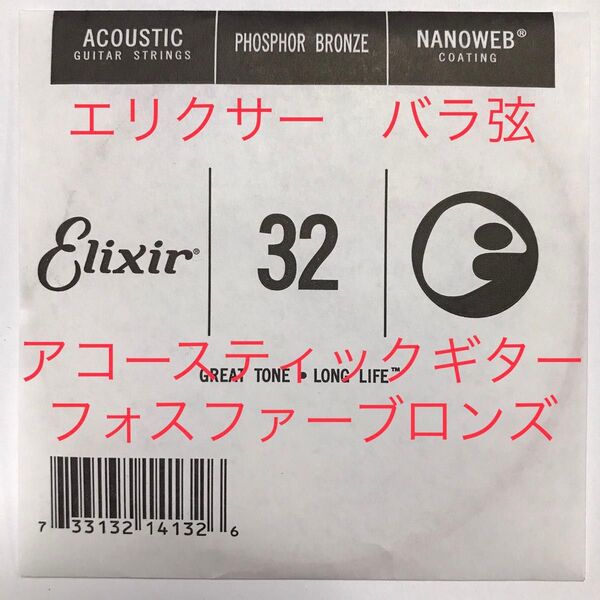 ACOUSTIC
GUITAR STRINGS
PHOSPHOR BRONZE
NANOWEB®
COATING
エリクサー　バラ弦
Elixir®
32
アコースティックギター
GREAT TONE • LONG LIFE™
フォスファーブロンズ
7 33132 14132 6